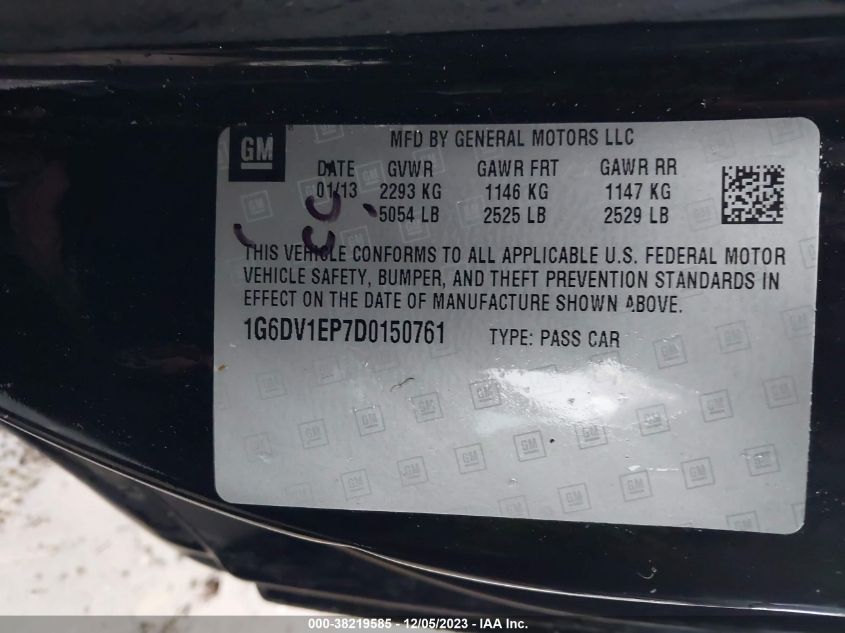 GM
MFD BY GENERAL MOTORS LLC
DATE GVWR GAWR FRT GAWR RR
01/13 2293 KG 1146 KG 1147 KG
5054 LB 2525 LB 2529 LB
THIS VEHICLE CONFORMS TO ALL APPLICABLE U.S. FEDERAL MOTOR
VEHICLE SAFETY, BUMPER, AND THEFT PREVENTION STANDARDS IN
EFFECT ON THE DATE OF MANUFACTURE SHOWN ABOVE.
1G6DV1EP7D0150761 TYPE: PASS CAR
000-38219585 - 12/05/2023 - IAA Inc.